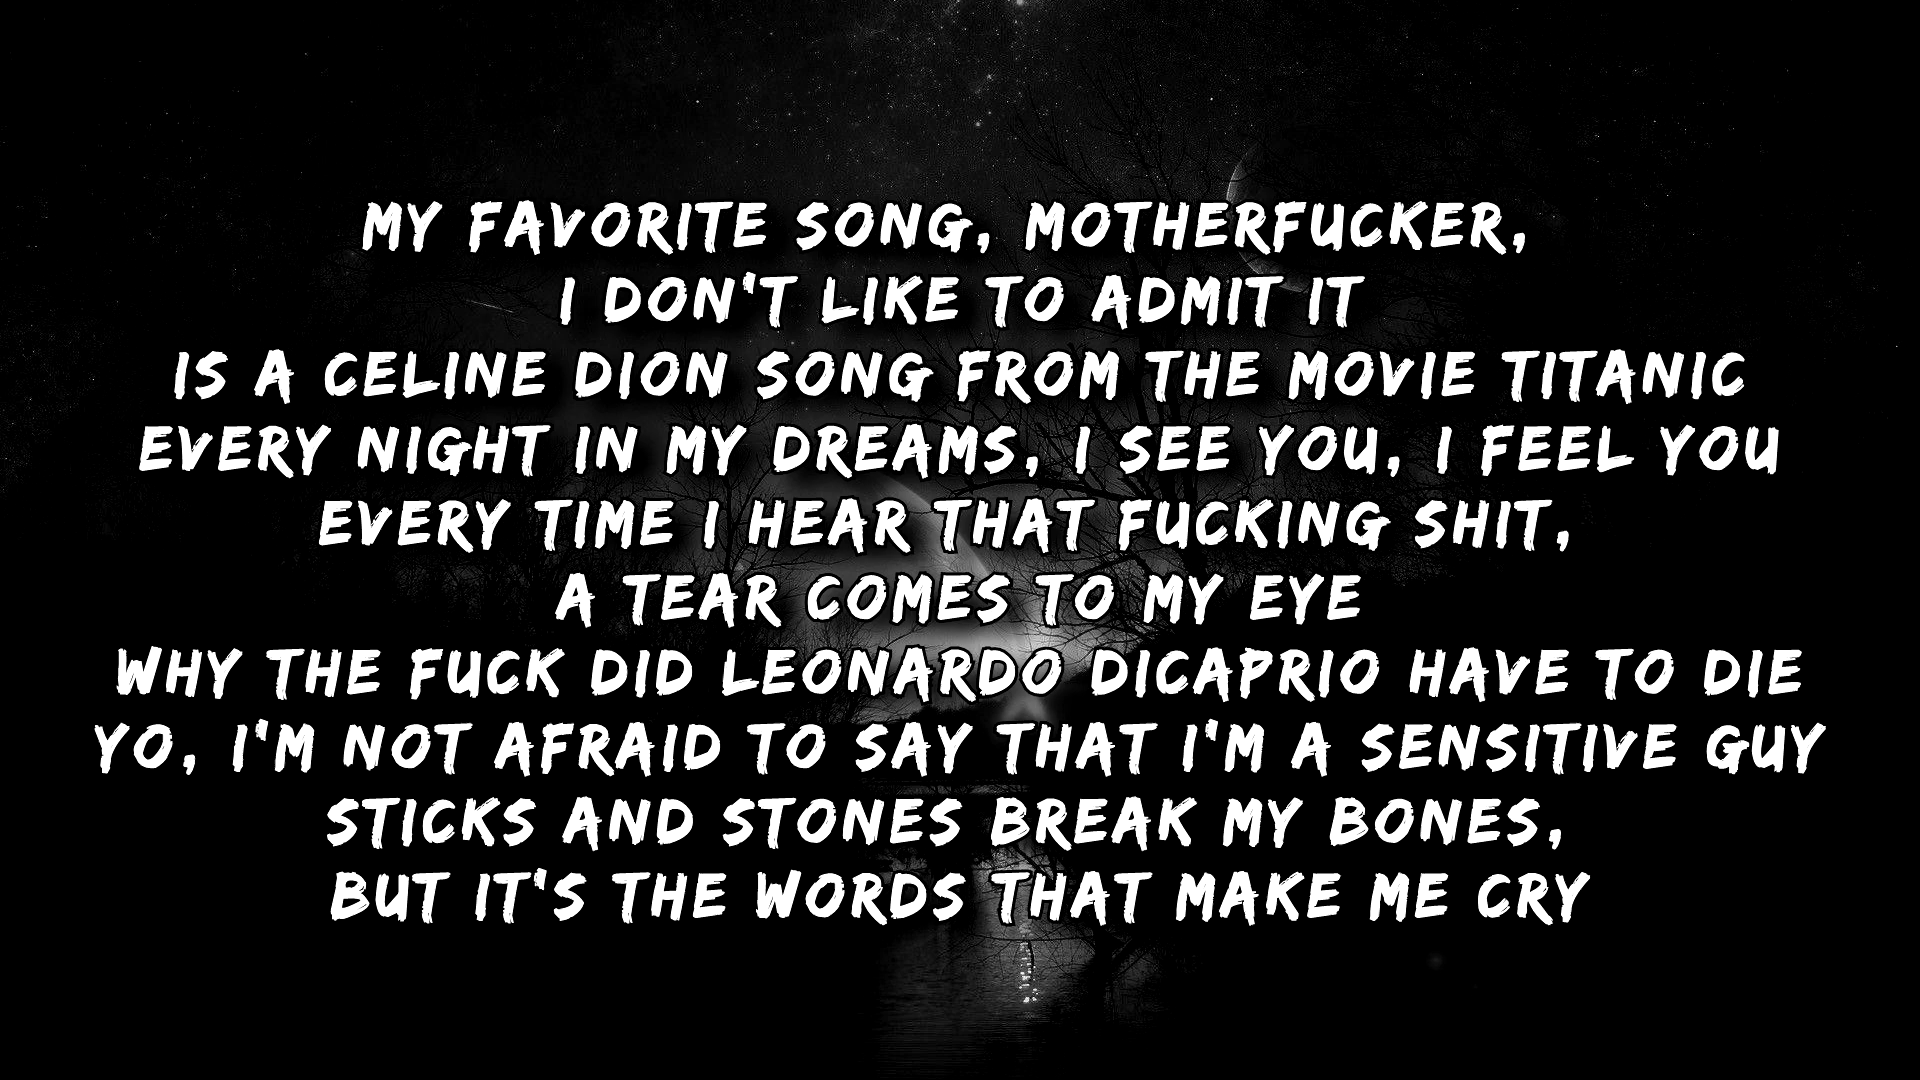 MY FAVORITE SONG, MOTHERFUCKER,
I DON'T LIKE TO ADMIT IT
IS A CELINE DION SONG FROM THE MOVIE TITANIC
EVERY NIGHT IN MY DREAMS, I SEE YOU, I FEEL YOU
EVERY TIME I HEAR THAT FUCKING SHIT,
A TEAR COMES TO MY EYE
WHY THE FUCK DID LEONARDO DICAPRIO HAVE TO DIE
YO, I'M NOT AFRAID TO SAY THAT I'M A SENSITIVE GUY
STICKS AND STONES BREAK MY BONES,
BUT IT'S THE WORDS THAT MAKE ME CRY